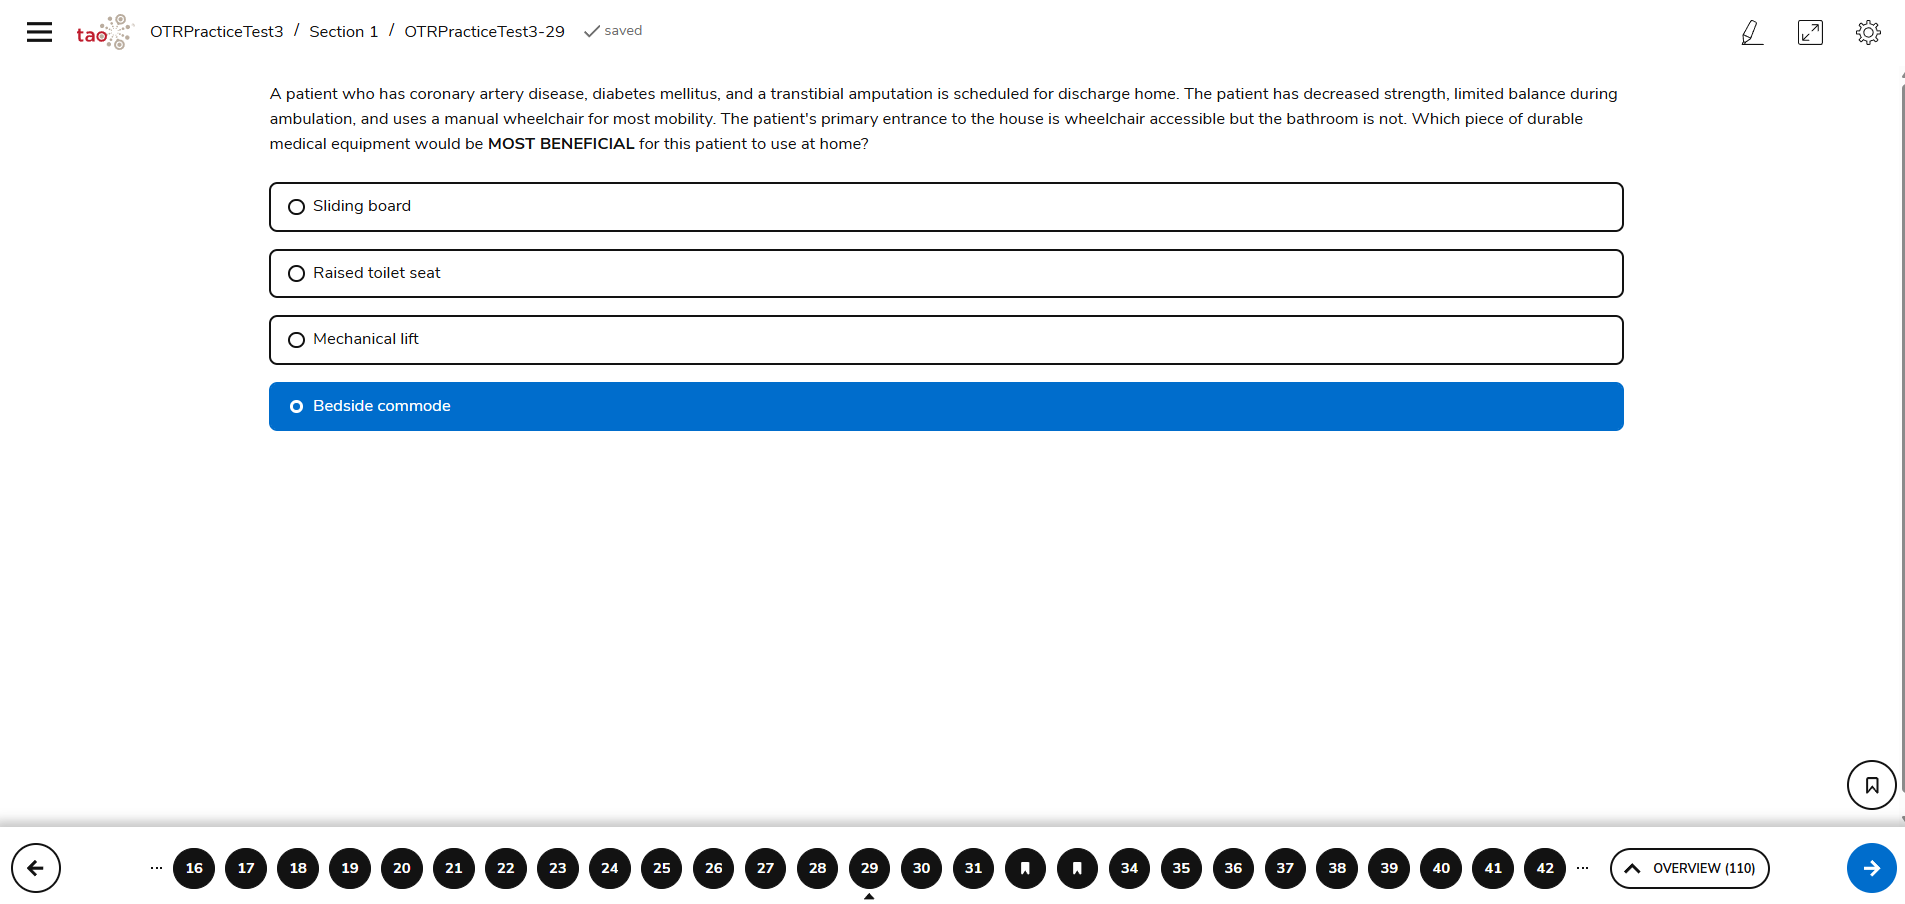 tao
OTRPracticeTest3 / Section 1 / OTRPracticeTest3-29 saved
A patient who has coronary artery disease, diabetes mellitus, and a transtibial amputation is scheduled for discharge home. The patient has decreased strength, limited balance during
ambulation, and uses a manual wheelchair for most mobility. The patient's primary entrance to the house is wheelchair accessible but the bathroom is not. Which piece of durable
medical equipment would be MOST BENEFICIAL for this patient to use at home?
Sliding board
Raised toilet seat
Mechanical lift
Bedside commode
... 16 17 18 19 20 21 22 23 24 25 26 27 28 29 30 31 34 35 36 37 38 39 40 41 42 ... OVERVIEW (110)